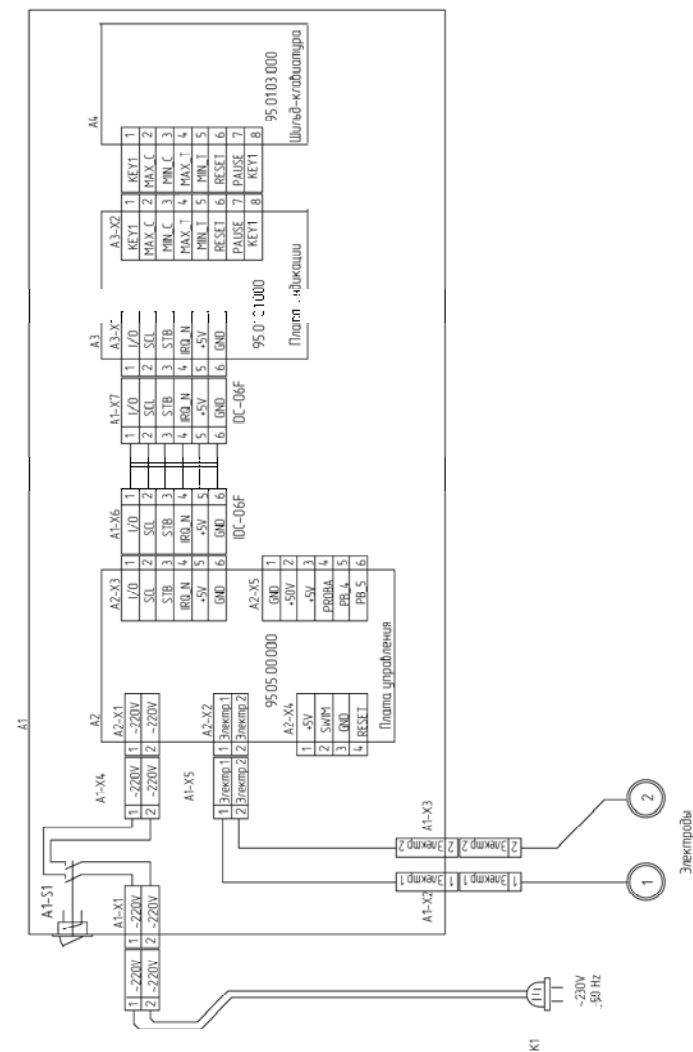 A1
A4
95.0103.000
Шильд-клавиатура
KEY1 1
MAX_C 2
MIN_C 3
MAX_T 4
MIN_T 5
RESET 6
PAUSE 7
KEY1 8
A3-X2
KEY1 1
MAX_C 2
MIN_C 3
MAX_T 4
MIN_T 5
RESET 6
PAUSE 7
KEY1 8
A3
Плата
A3-X1
1 I/O
2 SCL
3 STB
4 IRQ_N
5 +5V
6 GND
A1-X7
1 I/O
2 SCL
3 STB
4 IRQ_N
5 +5V
6 GND
IDC-06F
A1-X6
I/O 1
SCL 2
STB 3
IRQ_N 4
+5V 5
GND 6
IDC-06F
A2-X3
I/O 1
SCL 2
STB 3
IRQ_N 4
+5V 5
GND 6
A2-X5
GND 1
+50V 2
+5V 3
PROBA 4
PB_4 5
PB_5 6
A2
95.05.00.000
Плата управления
A2-X1
1 ~220V
2 ~220V
A2-X2
1 Электр 1
2 Электр 2
A2-X4
1 +5V
2 SWIM
3 GND
4 RESET
A1-X4
1 ~220V
2 ~220V
A1-X5
1 Электр 1
2 Электр 2
A1-S1
A1-X1
1 ~220V
2 ~220V
1 ~220V
2 ~220V
A1-X3
2 Электр 2
2 Электр 2
A1-X2
1 Электр 1
1 Электр 1
2
1
Электроды
~230V
~50 Hz
K1